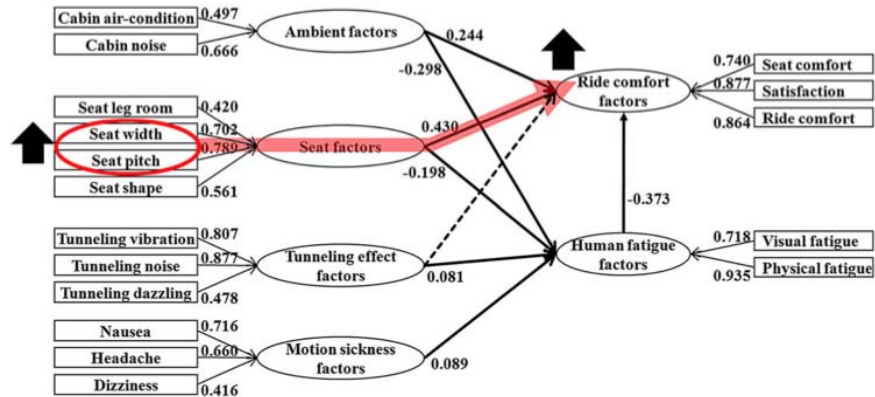 Cabin air-condition
0.497
Cabin noise
0.666
Ambient factors
0.244
-0.298
Seat leg room
0.420
Seat width
0.702
0.789
Seat pitch
Seat shape
0.561
Seat factors
0.430
-0.198
Tunneling vibration
0.807
Tunneling noise
0.877
Tunneling dazzling
0.478
Tunneling effect
factors
0.081
Nausea
0.716
Headache
0.660
Dizziness
0.416
Motion sickness
factors
0.089
Ride comfort
factors
0.740
Seat comfort
0.877
Satisfaction
0.864
Ride comfort
-0.373
Human fatigue
factors
0.718
Visual fatigue
0.935
Physical fatigue